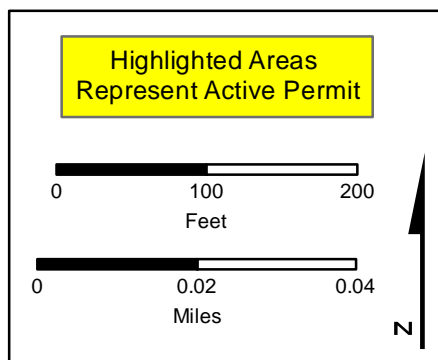 Highlighted Areas
Represent Active Permit
0 100 200
Feet
0 0.02 0.04
Miles
N